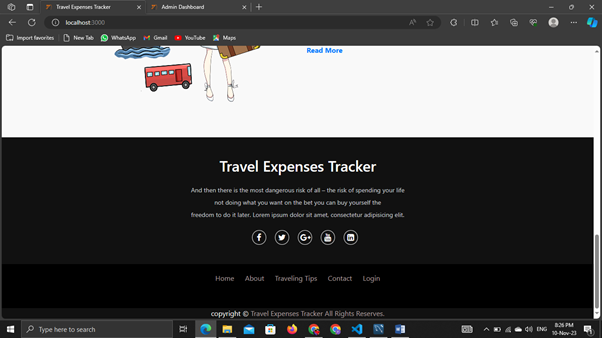 Travel Expenses Tracker
Admin Dashboard
localhost:3000
Import favorites
New Tab
WhatsApp
Gmail
YouTube
Maps
Read More
Travel Expenses Tracker
And then there is the most dangerous risk of all – the risk of spending your life
not doing what you want on the bet you can buy yourself the
freedom to do it later. Lorem ipsum dolor sit amet, consectetur adipisicing elit.
Home About Traveling Tips Contact Login
copyright © Travel Expenses Tracker All Rights Reserves.
Type here to search
ENG
8:26 PM
10-Nov-23